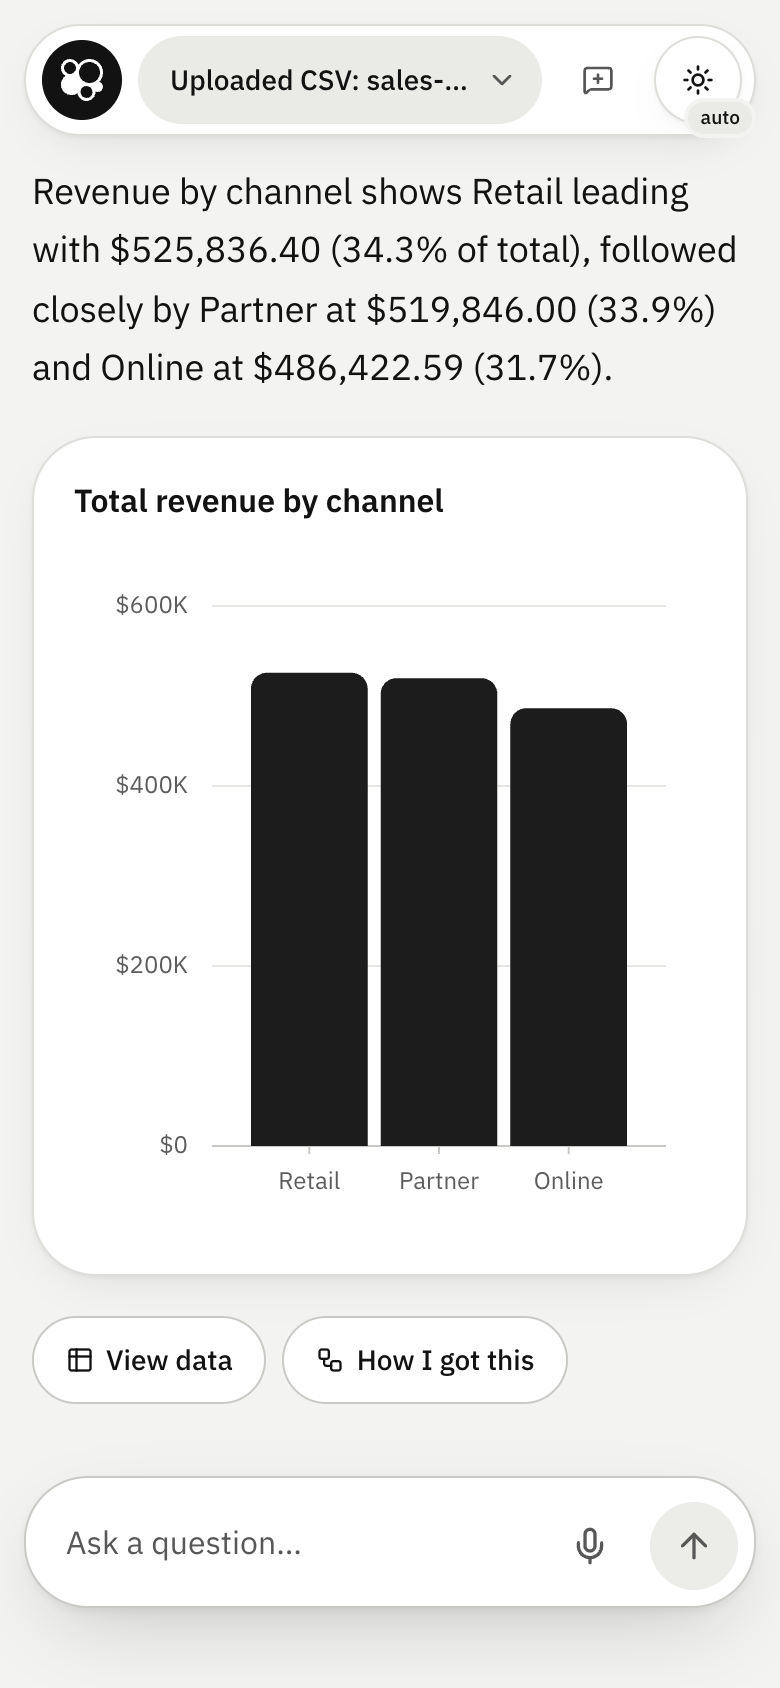 Uploaded CSV: sales-...
auto
Revenue by channel shows Retail leading
with $525,836.40 (34.3% of total), followed
closely by Partner at $519,846.00 (33.9%)
and Online at $486,422.59 (31.7%).
Total revenue by channel
$600K
$400K
$200K
$0
Retail Partner Online
View data How I got this
Ask a question...